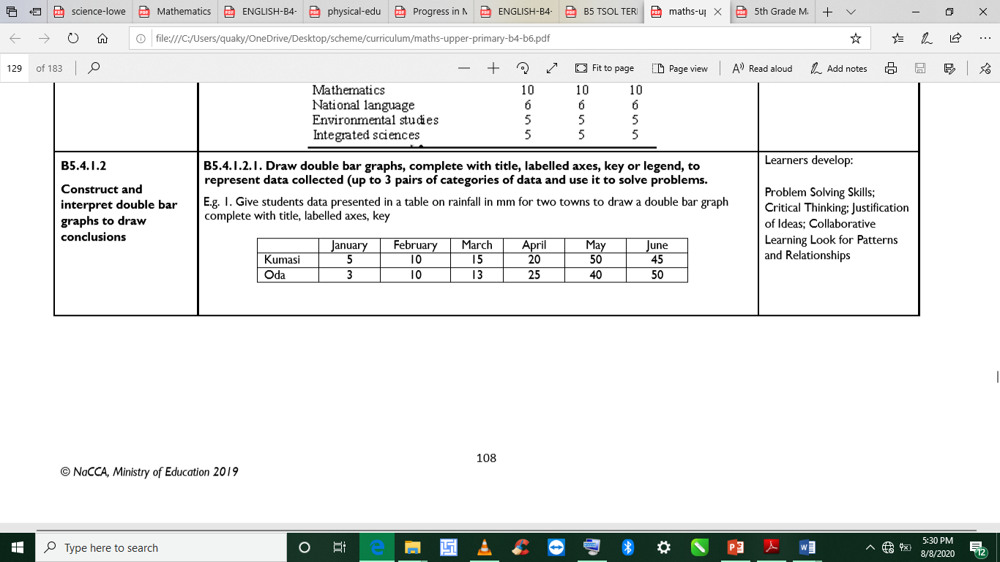 science-lowe
Mathematics
ENGLISH-B4-
physical-edu
Progress in M
ENGLISH-B4-
B5 TSOL TERI
maths-up
5th Grade Ma
file:///C:/Users/quaky/OneDrive/Desktop/scheme/curriculum/maths-upper-primary-b4-b6.pdf
129 of 183
Fit to page
Page view
Read aloud
Add notes
Mathematics 10 10 10
National language 6 6 6
Environmental studies 5 5 5
Integrated sciences 5 5 5
B5.4.1.2
Construct and
interpret double bar
graphs to draw
conclusions
B5.4.1.2.1. Draw double bar graphs, complete with title, labelled axes, key or legend, to
represent data collected (up to 3 pairs of categories of data and use it to solve problems.
E.g. 1. Give students data presented in a table on rainfall in mm for two towns to draw a double bar graph
complete with title, labelled axes, key
January February March April May June
Kumasi 5 10 15 20 50 45
Oda 3 10 13 25 40 50
Learners develop:
Problem Solving Skills;
Critical Thinking; Justification
of Ideas; Collaborative
Learning Look for Patterns
and Relationships
108
© NaCCA, Ministry of Education 2019
Type here to search
5:30 PM
8/8/2020
12